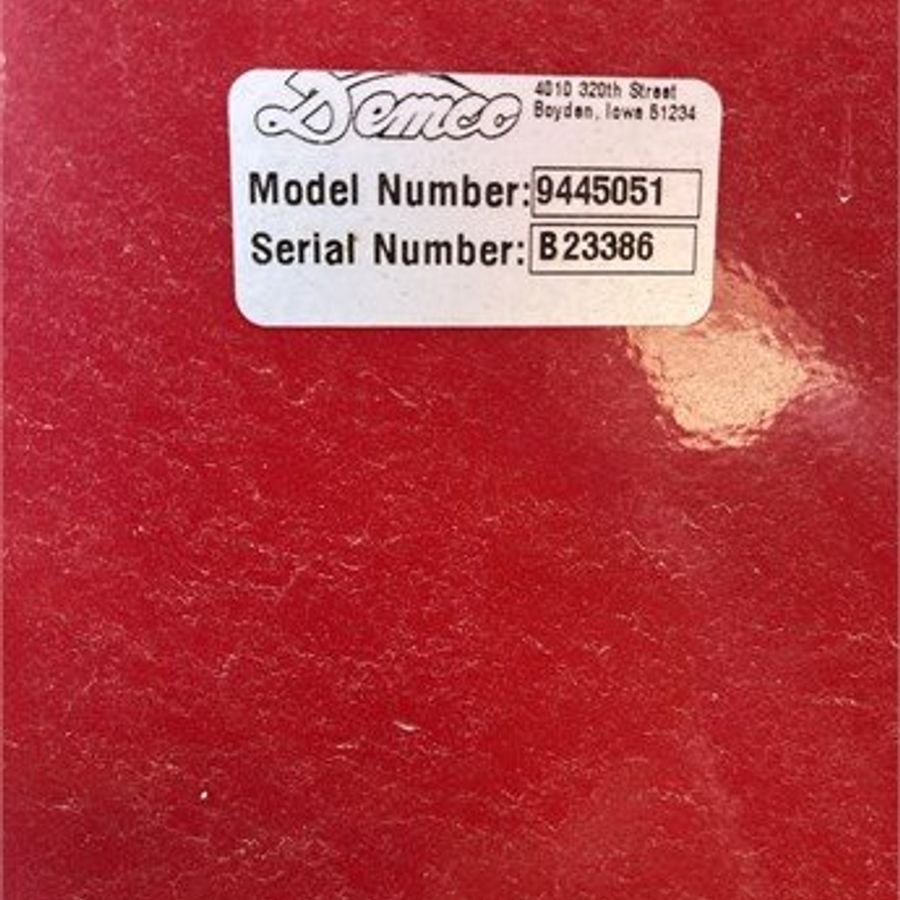 Demco
4010 320th Street
Boyden, Iowa 51234
Model Number: 9445051
Serial Number: B23386